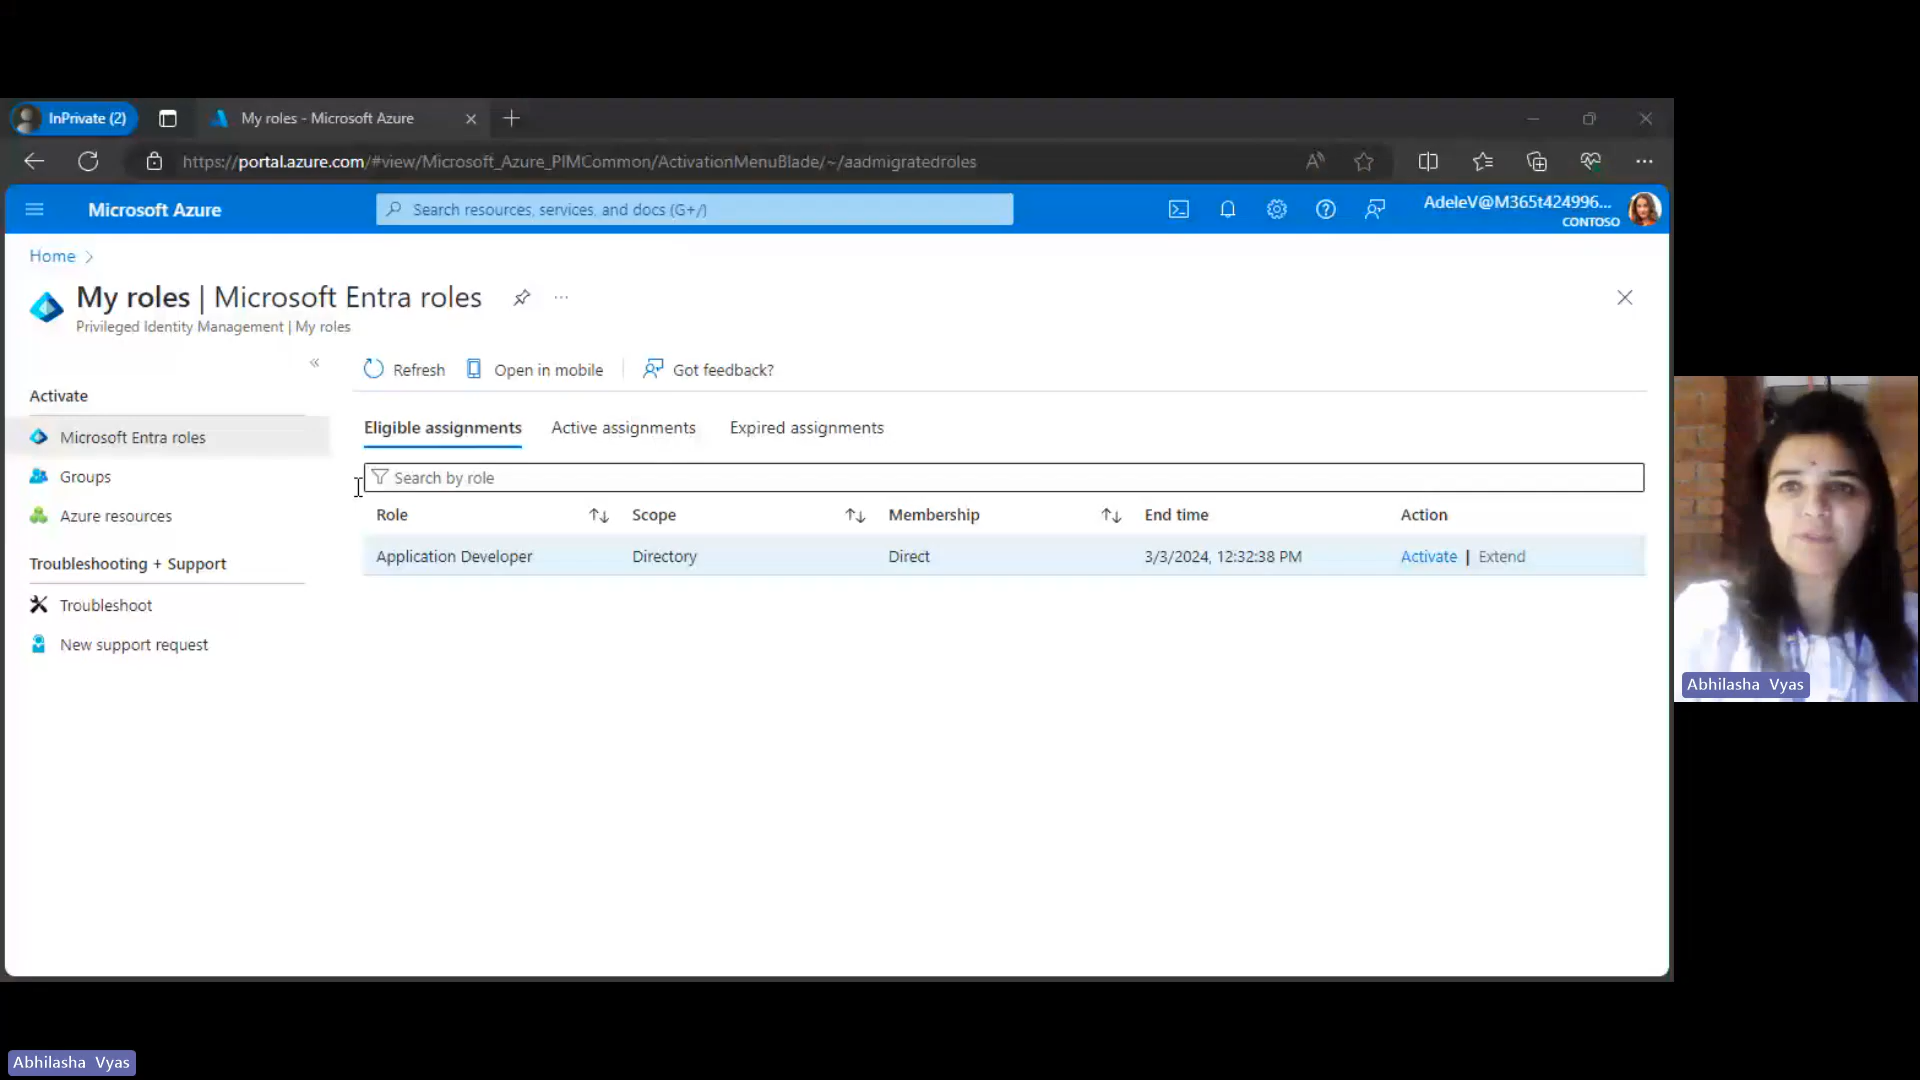 InPrivate (2)
My roles - Microsoft Azure
https://portal.azure.com/#view/Microsoft_Azure_PIMCommon/ActivationMenuBlade/~/aadmigratedroles
Microsoft Azure
Search resources, services, and docs (G+/)
AdeleV@M365t424996...
CONTOSO
Home
My roles | Microsoft Entra roles
Privileged Identity Management | My roles
Refresh
Open in mobile
Got feedback?
Activate
Microsoft Entra roles
Groups
Azure resources
Troubleshooting + Support
Troubleshoot
New support request
Eligible assignments
Active assignments
Expired assignments
Search by role
Role Scope Membership End time Action
Application Developer Directory Direct 3/3/2024, 12:32:38 PM Activate | Extend
Abhilasha Vyas
Abhilasha Vyas